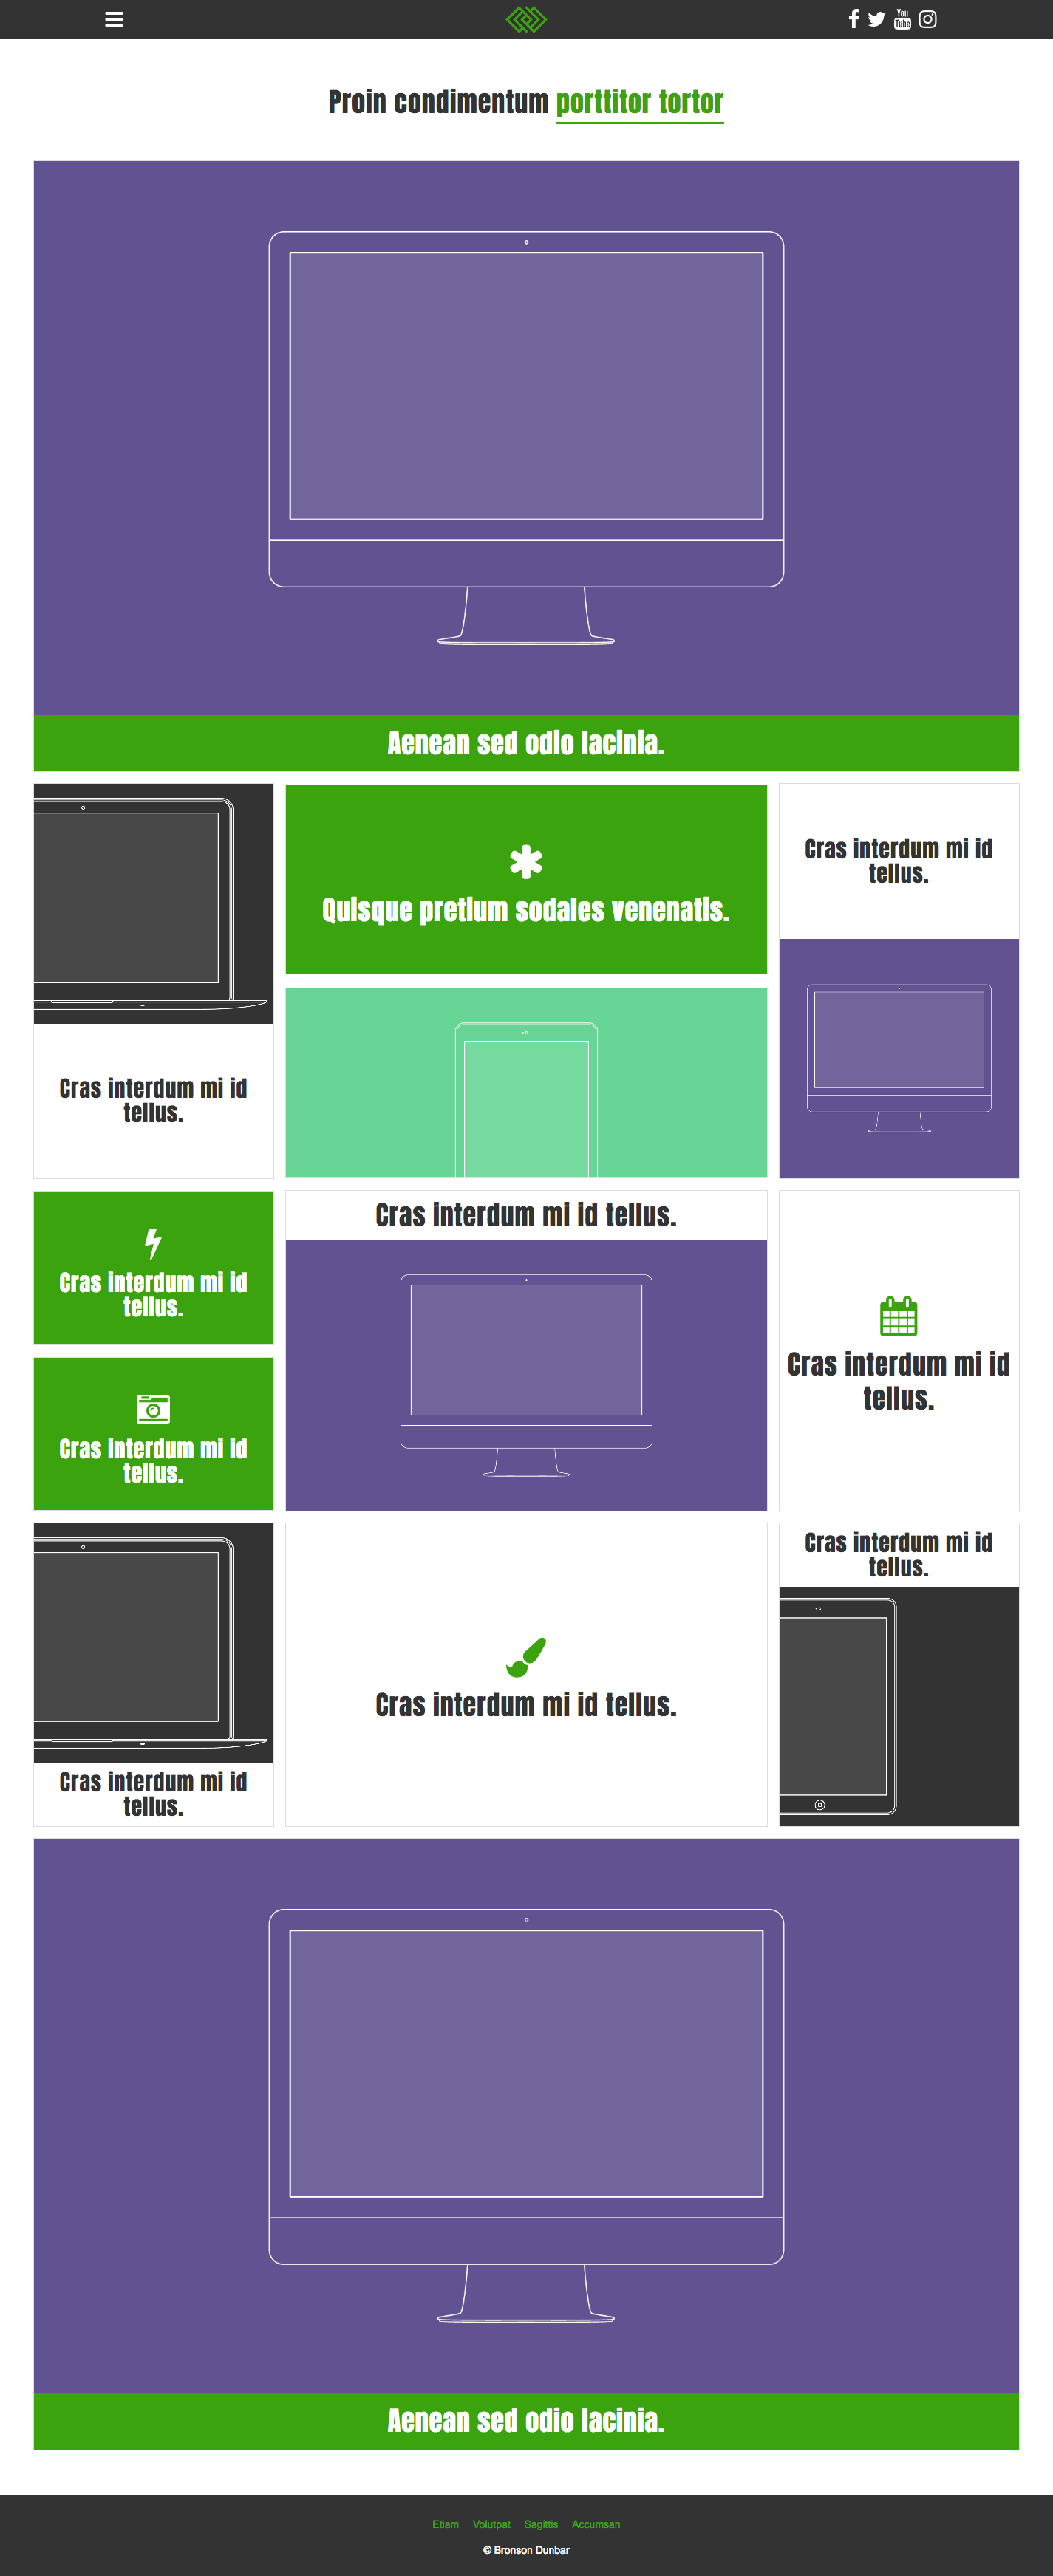 You
Tube
Proin condimentum porttitor tortor
Aenean sed odio lacinia.
Cras interdum mi id
tellus.
Quisque pretium sodales venenatis.
Cras interdum mi id
tellus.
Cras interdum mi id
tellus.
Cras interdum mi id
tellus.
Cras interdum mi id tellus.
Cras interdum mi id
tellus.
Cras interdum mi id
tellus.
Cras interdum mi id tellus.
Cras interdum mi id
tellus.
Aenean sed odio lacinia.
Etiam Volutpat Sagittis Accumsan
© Bronson Dunbar